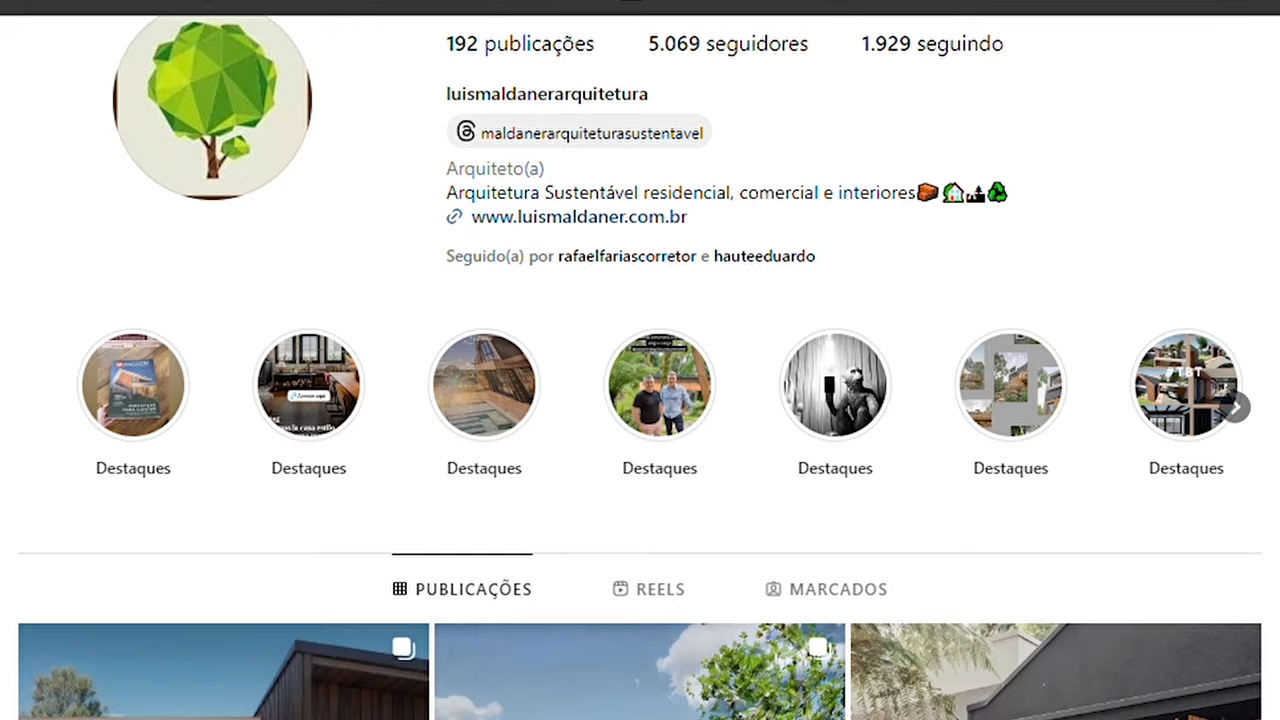 192 publicações 5.069 seguidores 1.929 seguindo
luismaldanerarquitetura
maldanerarquiteturasustentavel
Arquiteto(a)
Arquitetura Sustentável residencial, comercial e interiores
www.luismaldaner.com.br
Seguido(a) por rafaelfariascorretor e hauteeduardo
#TBT
Destaques Destaques Destaques Destaques Destaques Destaques Destaques
PUBLICAÇÕES REELS MARCADOS